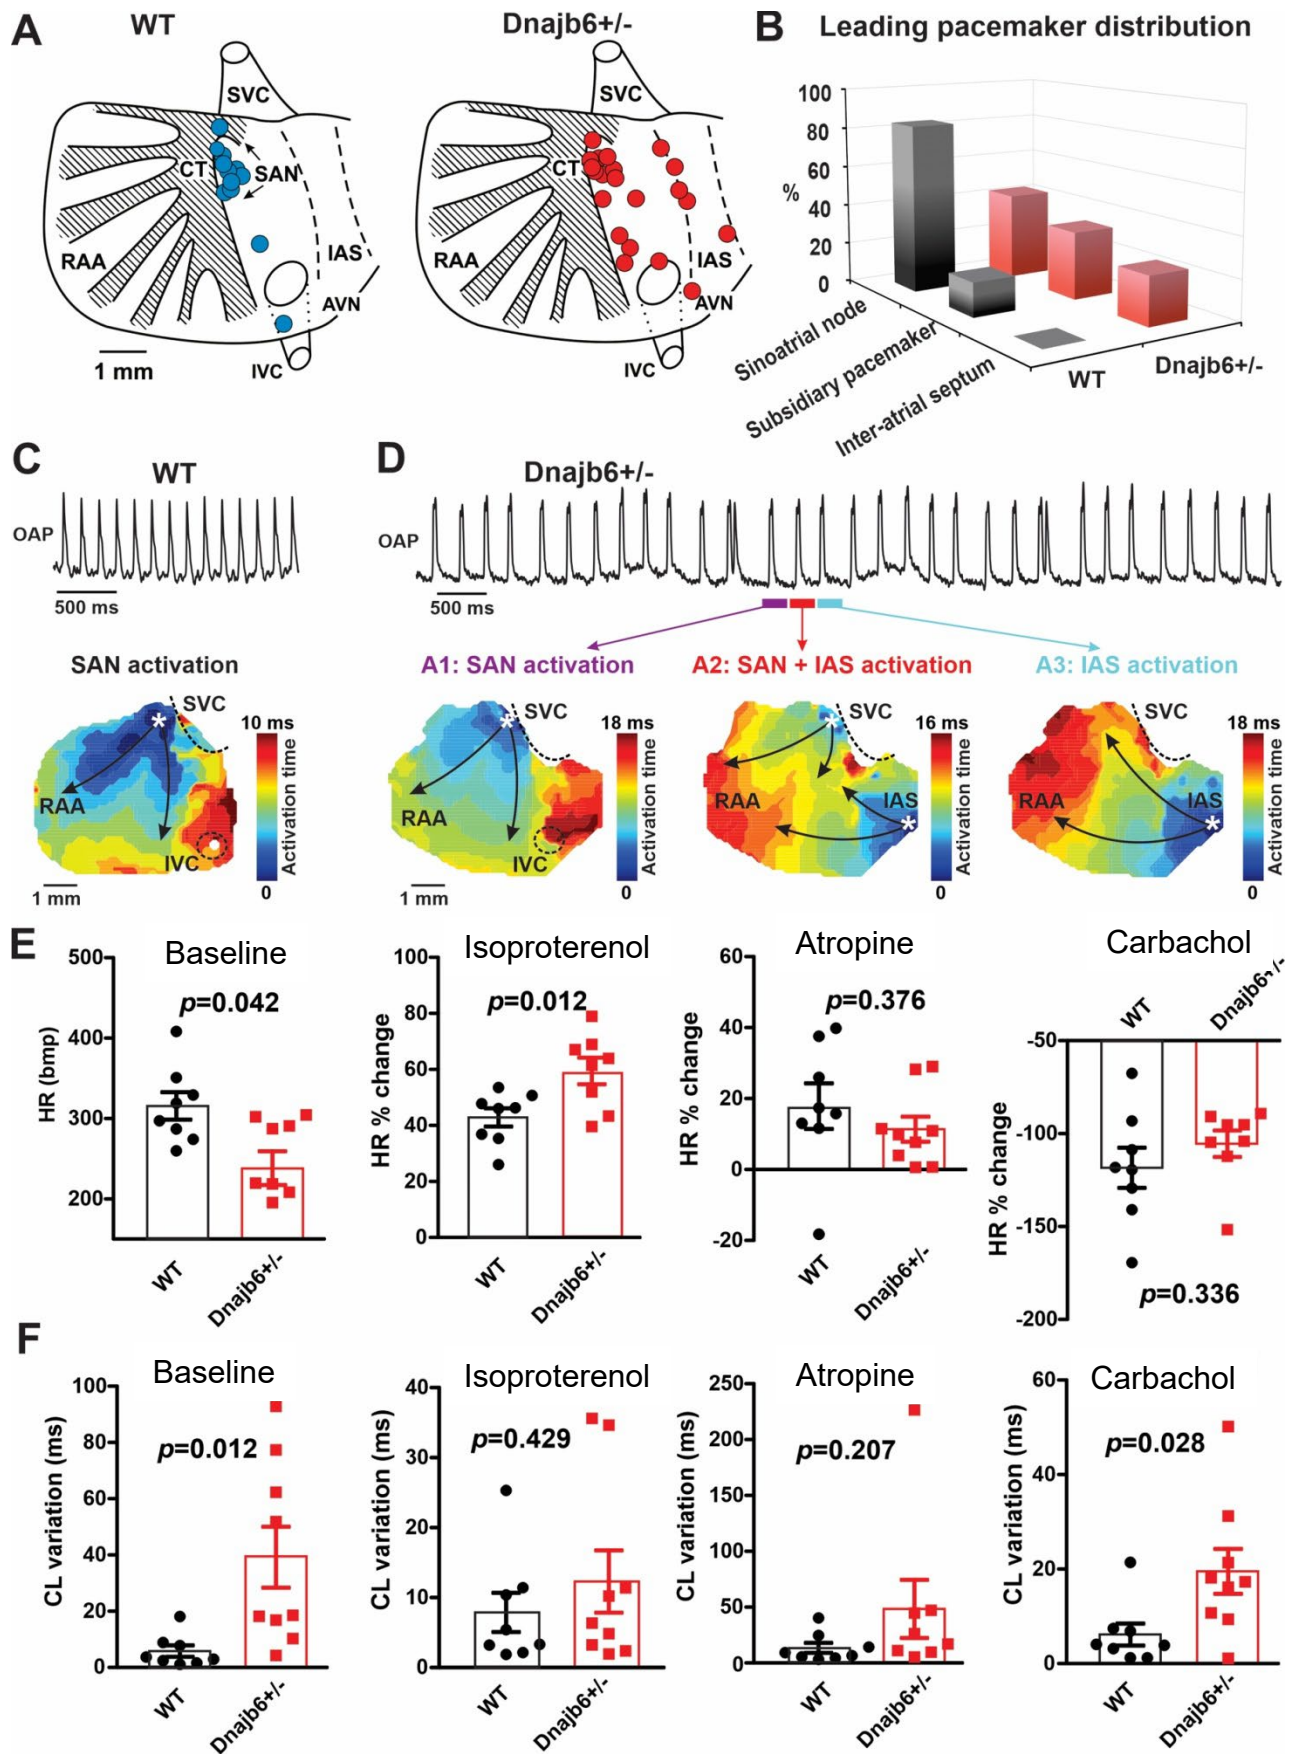 A
WT
Dnajb6+/-
B
Leading pacemaker distribution
SVC
CT
SAN
RAA
IAS
AVN
IVC
1 mm
SVC
CT
RAA
IAS
AVN
IVC
100
80
60
40
20
0
%
Sinoatrial node
Subsidiary pacemaker
Inter-atrial septum
WT
Dnajb6+/-
C
WT
OAP
500 ms
D
Dnajb6+/-
OAP
500 ms
SAN activation
SVC
RAA
IVC
1 mm
10 ms
Activation time
0
A1: SAN activation
SVC
RAA
IVC
1 mm
18 ms
Activation time
0
A2: SAN + IAS activation
SVC
RAA
IAS
*
*
16 ms
Activation time
0
A3: IAS activation
SVC
RAA
IAS
*
18 ms
Activation time
0
E
Baseline
p=0.042
HR (bmp)
500
400
300
200
WT
Dnajb6+/-
Isoproterenol
p=0.012
HR % change
100
80
60
40
20
0
WT
Dnajb6+/-
Atropine
p=0.376
HR % change
60
40
20
0
-20
WT
Dnajb6+/-
Carbachol
WT
Dnajb6+/-
HR % change
-50
-100
-150
-200
p=0.336
F
Baseline
p=0.012
CL variation (ms)
100
80
60
40
20
0
WT
Dnajb6+/-
Isoproterenol
p=0.429
CL variation (ms)
40
30
20
10
0
WT
Dnajb6+/-
Atropine
p=0.207
CL variation (ms)
250
200
150
100
50
0
WT
Dnajb6+/-
Carbachol
p=0.028
CL variation (ms)
60
40
20
0
WT
Dnajb6+/-